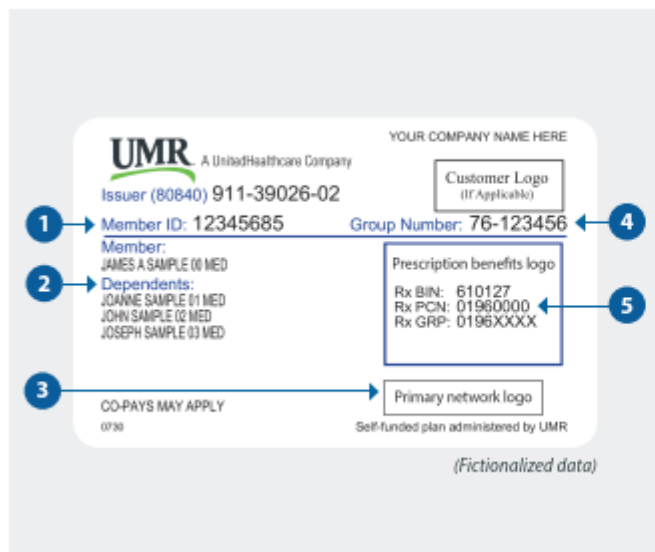 YOUR COMPANY NAME HERE
UMR A UnitedHealthcare Company
Customer Logo
(If Applicable)
Issuer (80840) 911-39026-02
1 Member ID: 12345685 Group Number: 76-123456 4
Member:
JAMES A SAMPLE 00 MED
2 Dependents:
JOANNE SAMPLE 01 MED
JOHN SAMPLE 02 MED
JOSEPH SAMPLE 03 MED
Prescription benefits logo
Rx BIN: 610127
Rx PCN: 01960000 5
Rx GRP: 0196XXXX
3 Primary network logo
CO-PAYS MAY APPLY
0730 Self-funded plan administered by UMR
(Fictionalized data)